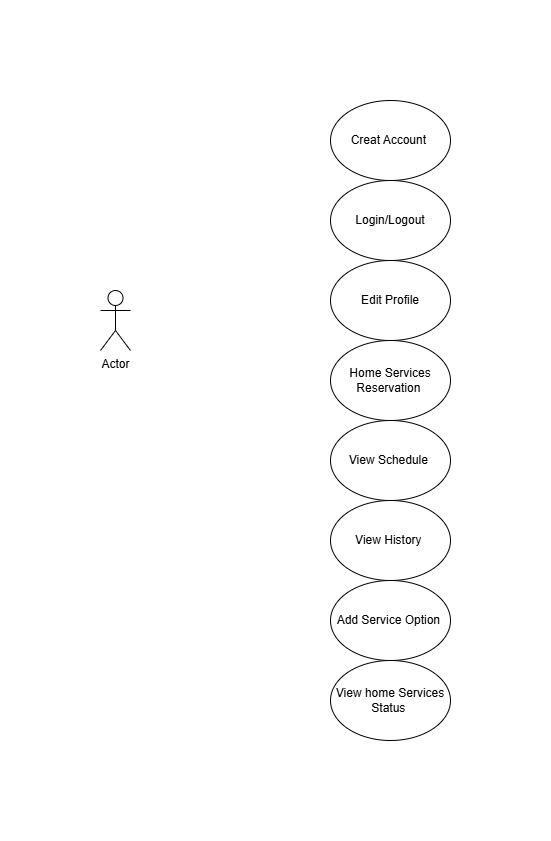 Creat Account
Login/Logout
Edit Profile
Actor
Home Services
Reservation
View Schedule
View History
Add Service Option
View home Services
Status